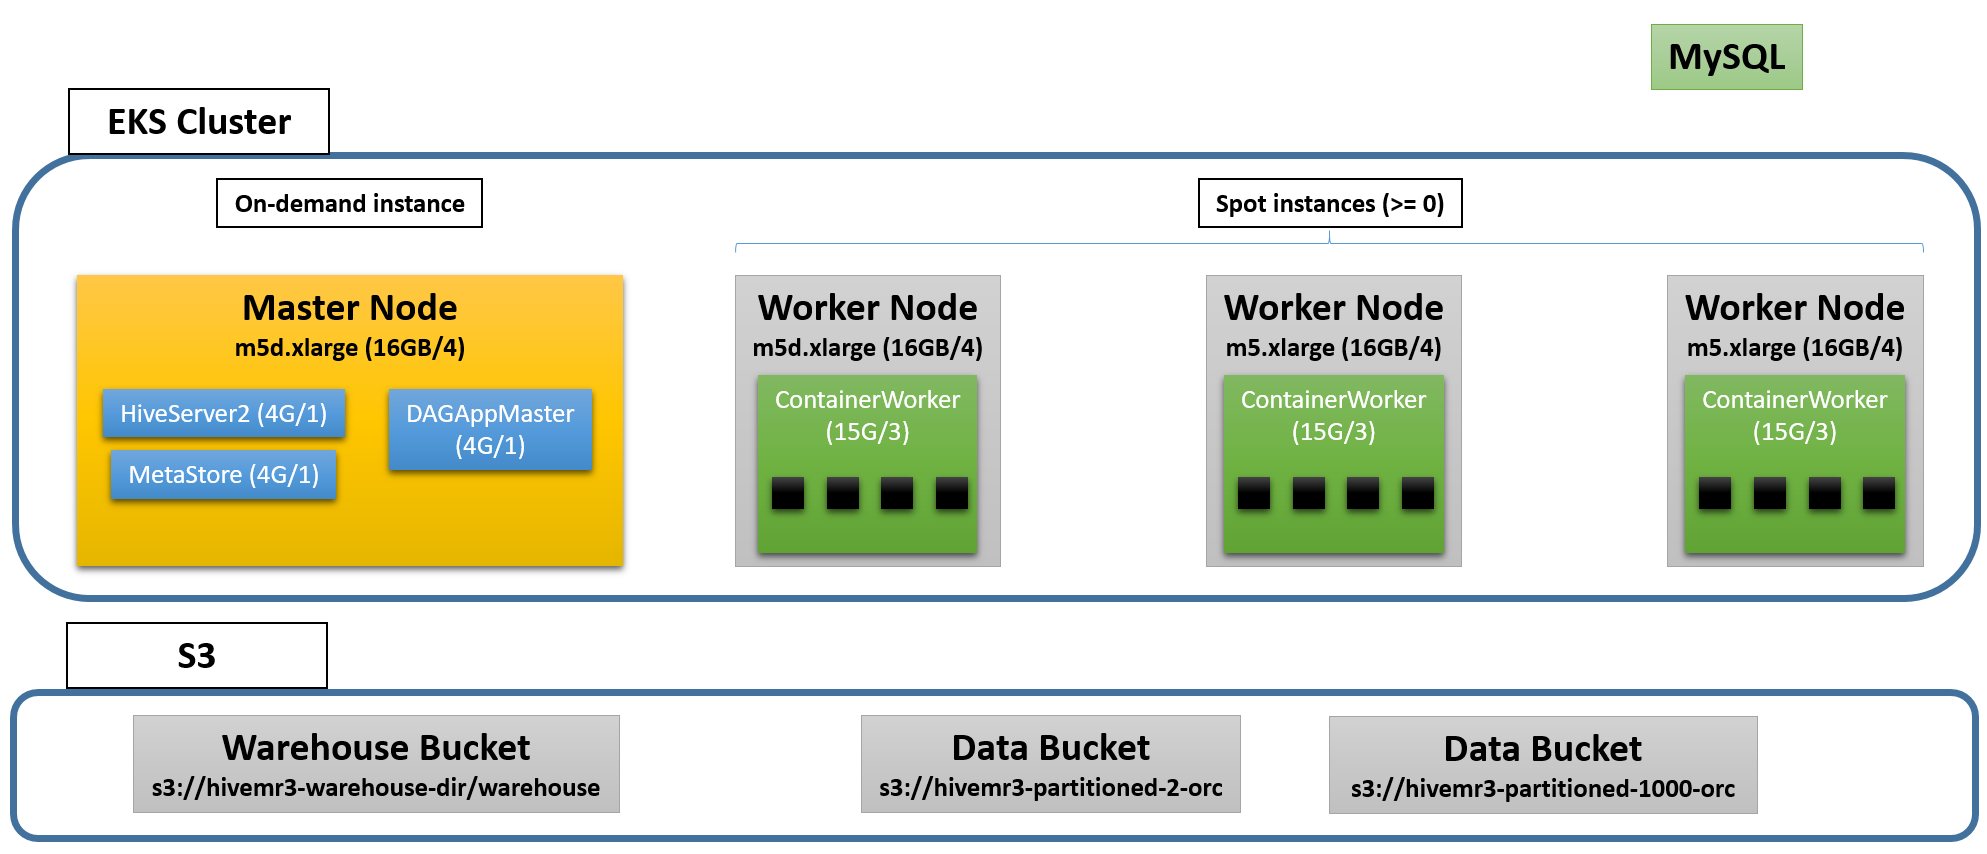 MySQL
EKS Cluster
On-demand instance
Spot instances (>= 0)
Master Node
m5d.xlarge (16GB/4)
HiveServer2 (4G/1)
MetaStore (4G/1)
DAGAppMaster
(4G/1)
Worker Node
m5d.xlarge (16GB/4)
ContainerWorker
(15G/3)
Worker Node
m5.xlarge (16GB/4)
ContainerWorker
(15G/3)
Worker Node
m5.xlarge (16GB/4)
ContainerWorker
(15G/3)
S3
Warehouse Bucket
s3://hivemr3-warehouse-dir/warehouse
Data Bucket
s3://hivemr3-partitioned-2-orc
Data Bucket
s3://hivemr3-partitioned-1000-orc